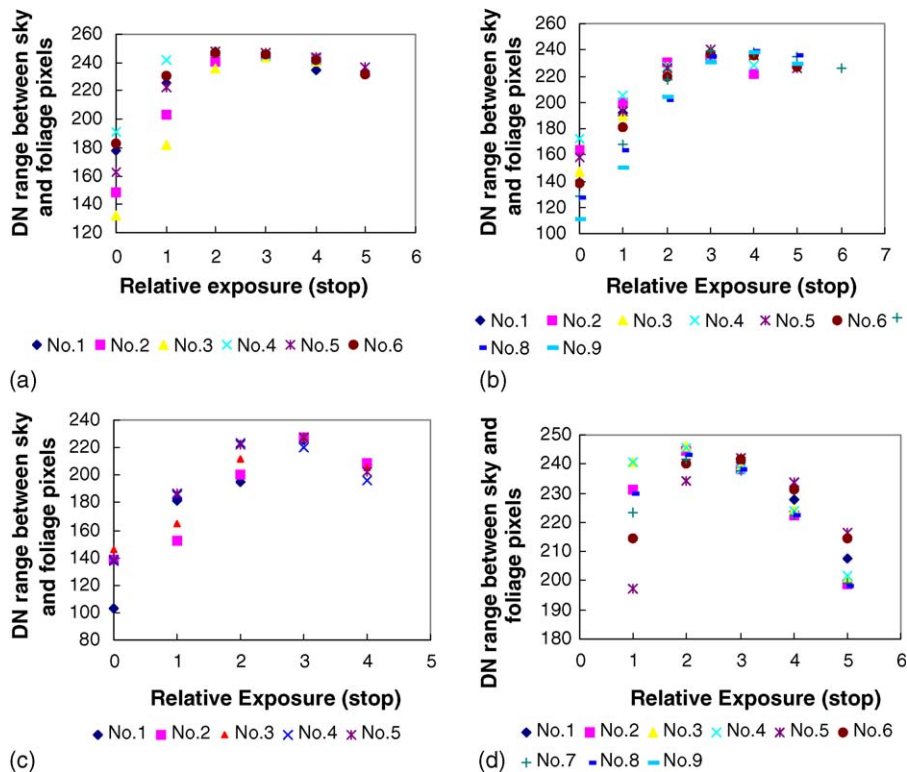 DN range between sky
and foliage pixels
260
240
220
200
180
160
140
120
0 1 2 3 4 5 6
Relative exposure (stop)
No.1 No.2 No.3 No.4 No.5 No.6
(a)
DN range between sky
and foliage pixels
260
240
220
200
180
160
140
120
100
0 1 2 3 4 5 6 7
Relative Exposure (stop)
No.1 No.2 No.3 No.4 No.5 No.6
No.8 No.9
(b)
DN range between sky
and foliage pixis
240
220
200
180
160
140
120
100
80
0 1 2 3 4 5
Relative Exposure (stop)
No.1 No.2 No.3 No.4 No.5
(c)
DN range between sky and
foliage pixels
250
240
230
220
210
200
190
180
0 1 2 3 4 5 6
Relative Exposure (stop)
No.1 No.2 No.3 No.4 No.5 No.6
No.7 No.8 No.9
(d)